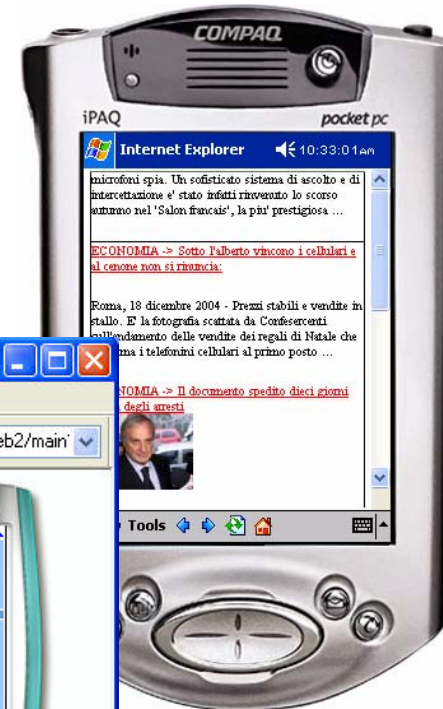 COMPAQ
iPAQ
pocket pc
Internet Explorer 10:33:01AM
microfoni spia. Un sofisticato sistema di ascolto e di
intercettazione e' stato infatti rinvenuto lo scorso
autunno nel 'Salon francais', la piu' prestigiosa ...
ECONOMIA -> Sotto l'alberto vincono i cellulari e
al cenone non si rinuncia:
Roma, 18 dicembre 2004 - Prezzi stabili e vendite in
stallo. E' la fotografia scattata da Confesercenti
sull'andamento delle vendite dei regali di Natale che
ma i telefonini cellulari al primo posto ...
NOMIA -> Il documento spedito dieci giorni
degli arresti
eb2/main
Tools